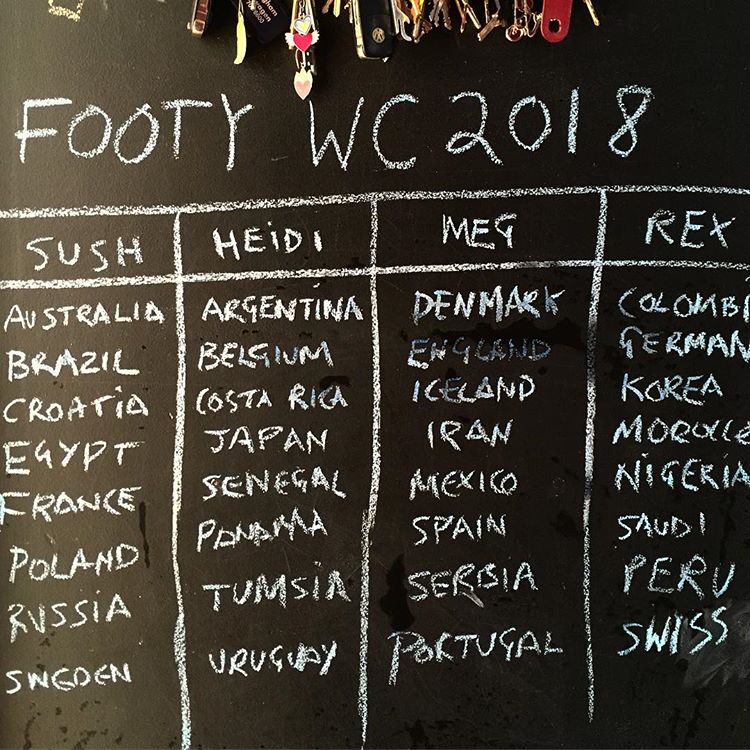 FOOTY WC 2018
SUSH HEIDI MEG REX
AUSTRALIA ARGENTINA DENMARK COLOMBI
BRAZIL BELGIUM ENGLAND GERMAN
CROATIA COSTA RICA ICELAND KOREA
EGYPT JAPAN IRAN MOROCC
FRANCE SENEGAL MEXICO NIGERIA
POLAND PANAMA SPAIN SAUDI
RUSSIA TUMSIA SERBIA PERU
SWEDEN URUGUAY PORTUGAL SWISS